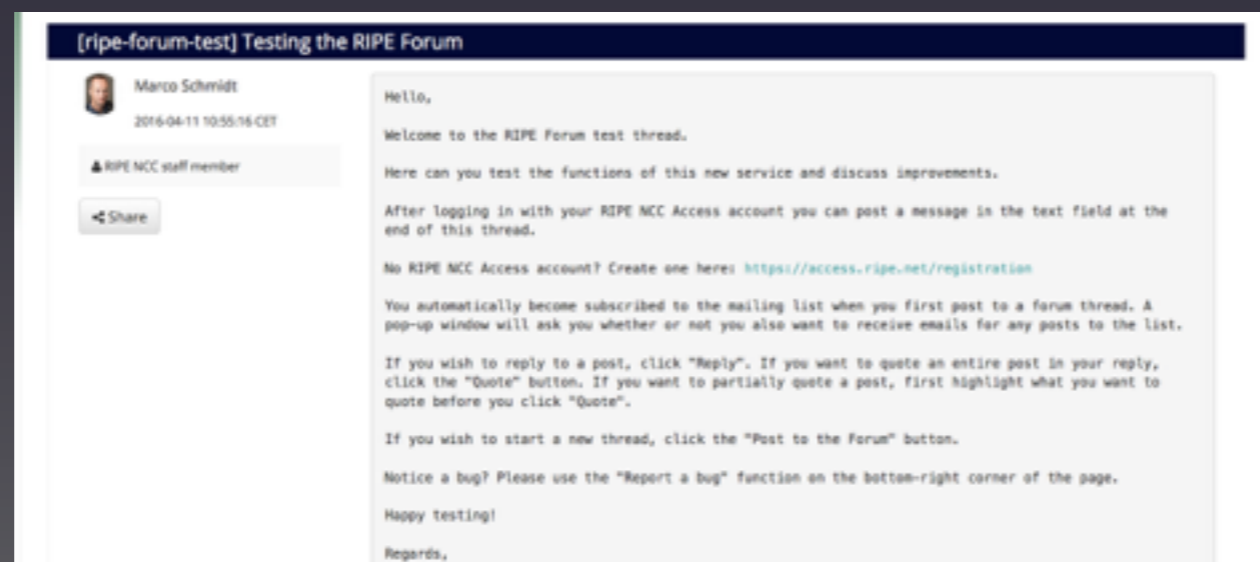 [ripe-forum-test] Testing the RIPE Forum
Marco Schmidt
2016-04-11 10:55:16 CET
RIPE NCC staff member
Share
Hello,
Welcome to the RIPE Forum test thread.
Here can you test the functions of this new service and discuss improvements.
After logging in with your RIPE NCC Access account you can post a message in the text field at the
end of this thread.
No RIPE NCC Access account? Create one here: https://access.ripe.net/registration
You automatically become subscribed to the mailing list when you first post to a forum thread. A
pop-up window will ask you whether or not you also want to receive emails for any posts to the list.
If you wish to reply to a post, click "Reply". If you want to quote an entire post in your reply,
click the "Quote" button. If you want to partially quote a post, first highlight what you want to
quote before you click "Quote".
If you wish to start a new thread, click the "Post to the Forum" button.
Notice a bug? Please use the "Report a bug" function on the bottom-right corner of the page.
Happy testing!
Regards,